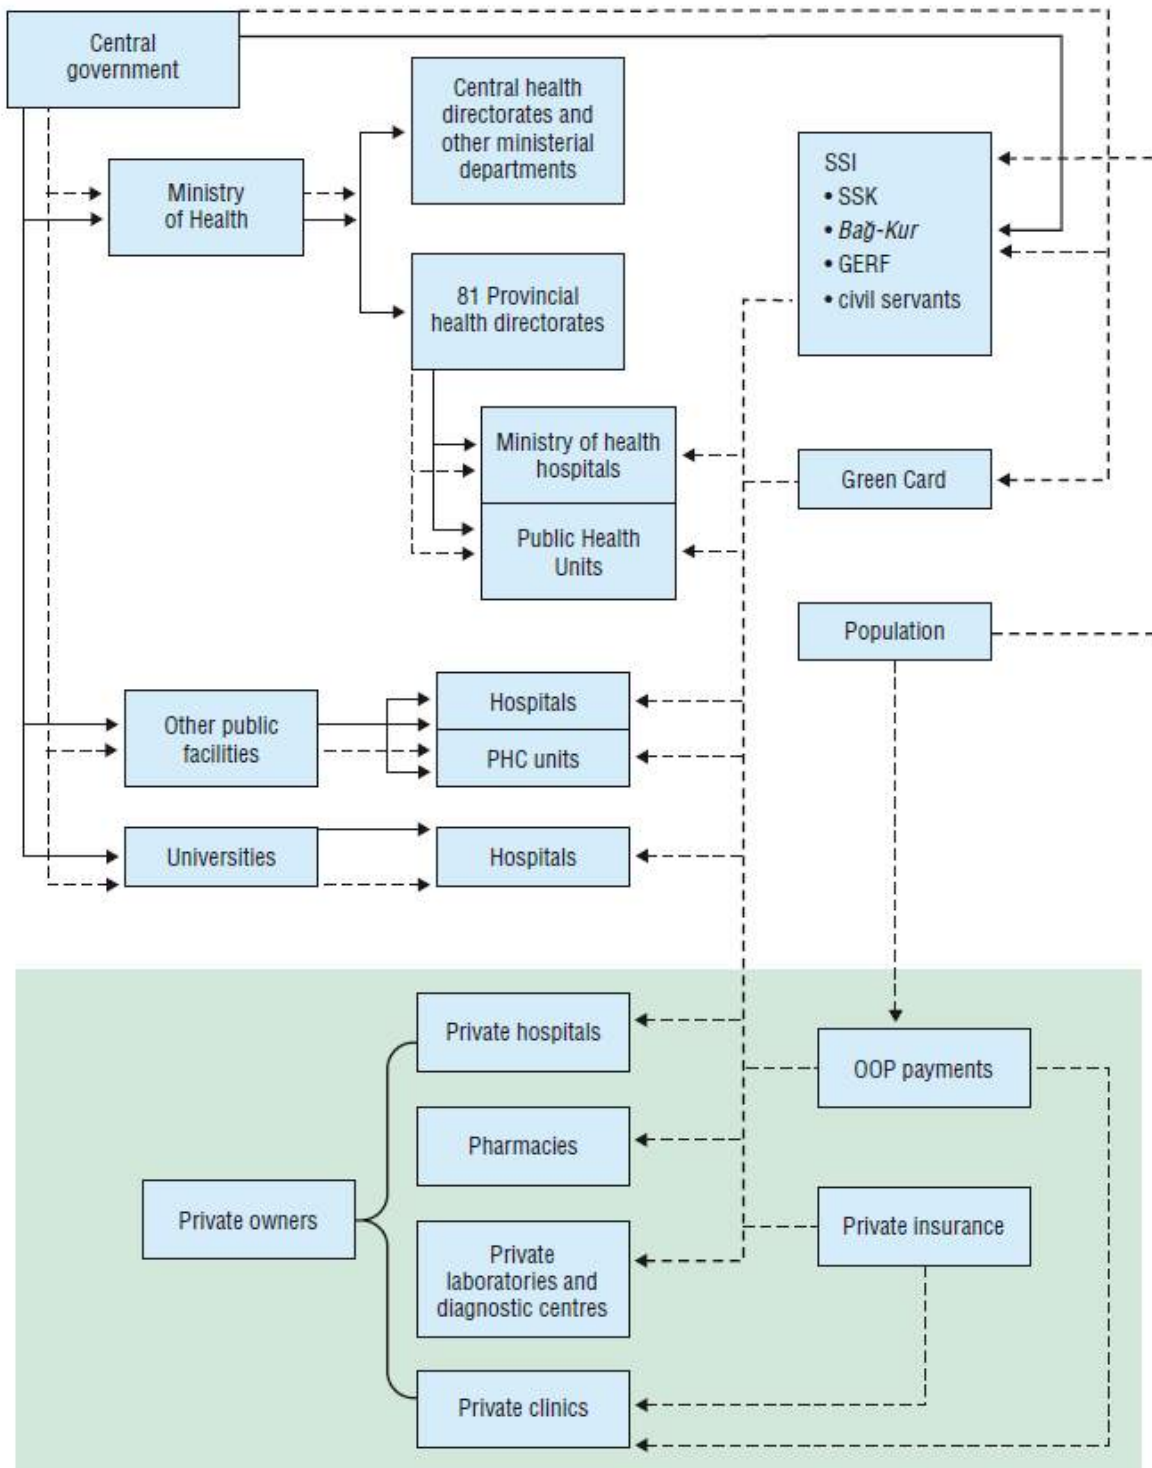 Central
government
Central health
directorates and
other ministerial
departments
Ministry
of Health
SSI
• SSK
• Bağ-Kur
• GERF
• civil servants
81 Provincial
health directorates
Ministry of health
hospitals
Green Card
Public Health
Units
Population
Other public
facilities
Hospitals
PHC units
Universities
Hospitals
Private hospitals
OOP payments
Pharmacies
Private owners
Private insurance
Private
laboratories and
diagnostic centres
Private clinics